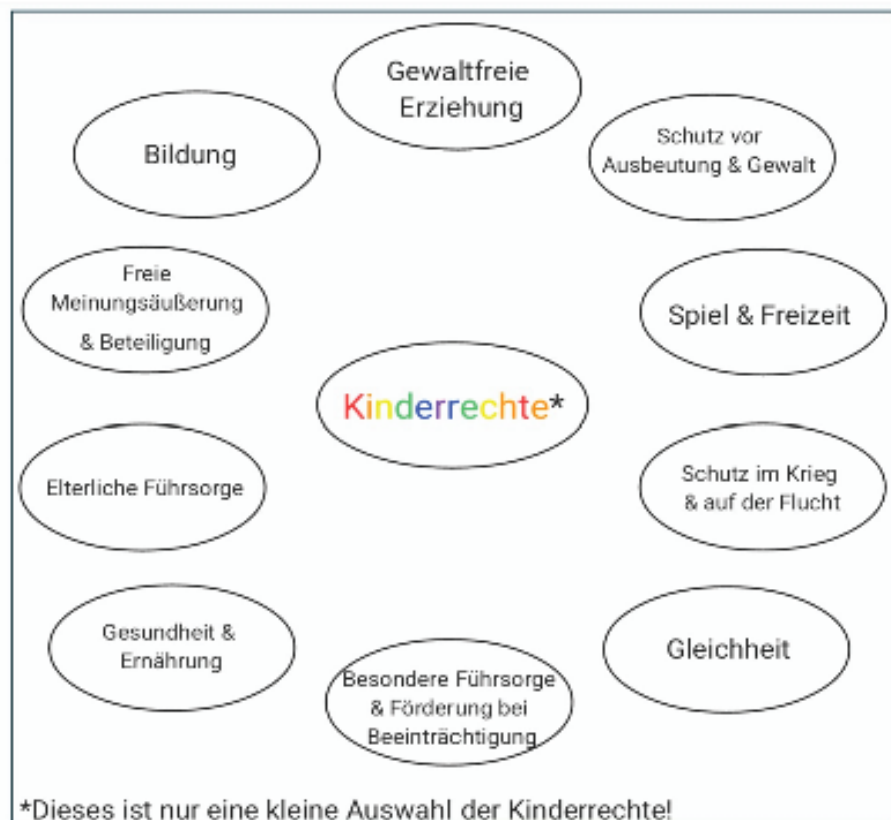 Gewaltfreie
Erziehung
Bildung
Schutz vor
Ausbeutung & Gewalt
Freie
Meinungsäußerung
& Beteiligung
Spiel & Freizeit
Kinderrechte*
Elterliche Führsorge
Schutz im Krieg
& auf der Flucht
Gesundheit &
Ernährung
Gleichheit
Besondere Führsorge
& Förderung bei
Beeinträchtigung
*Dieses ist nur eine kleine Auswahl der Kinderrechte!